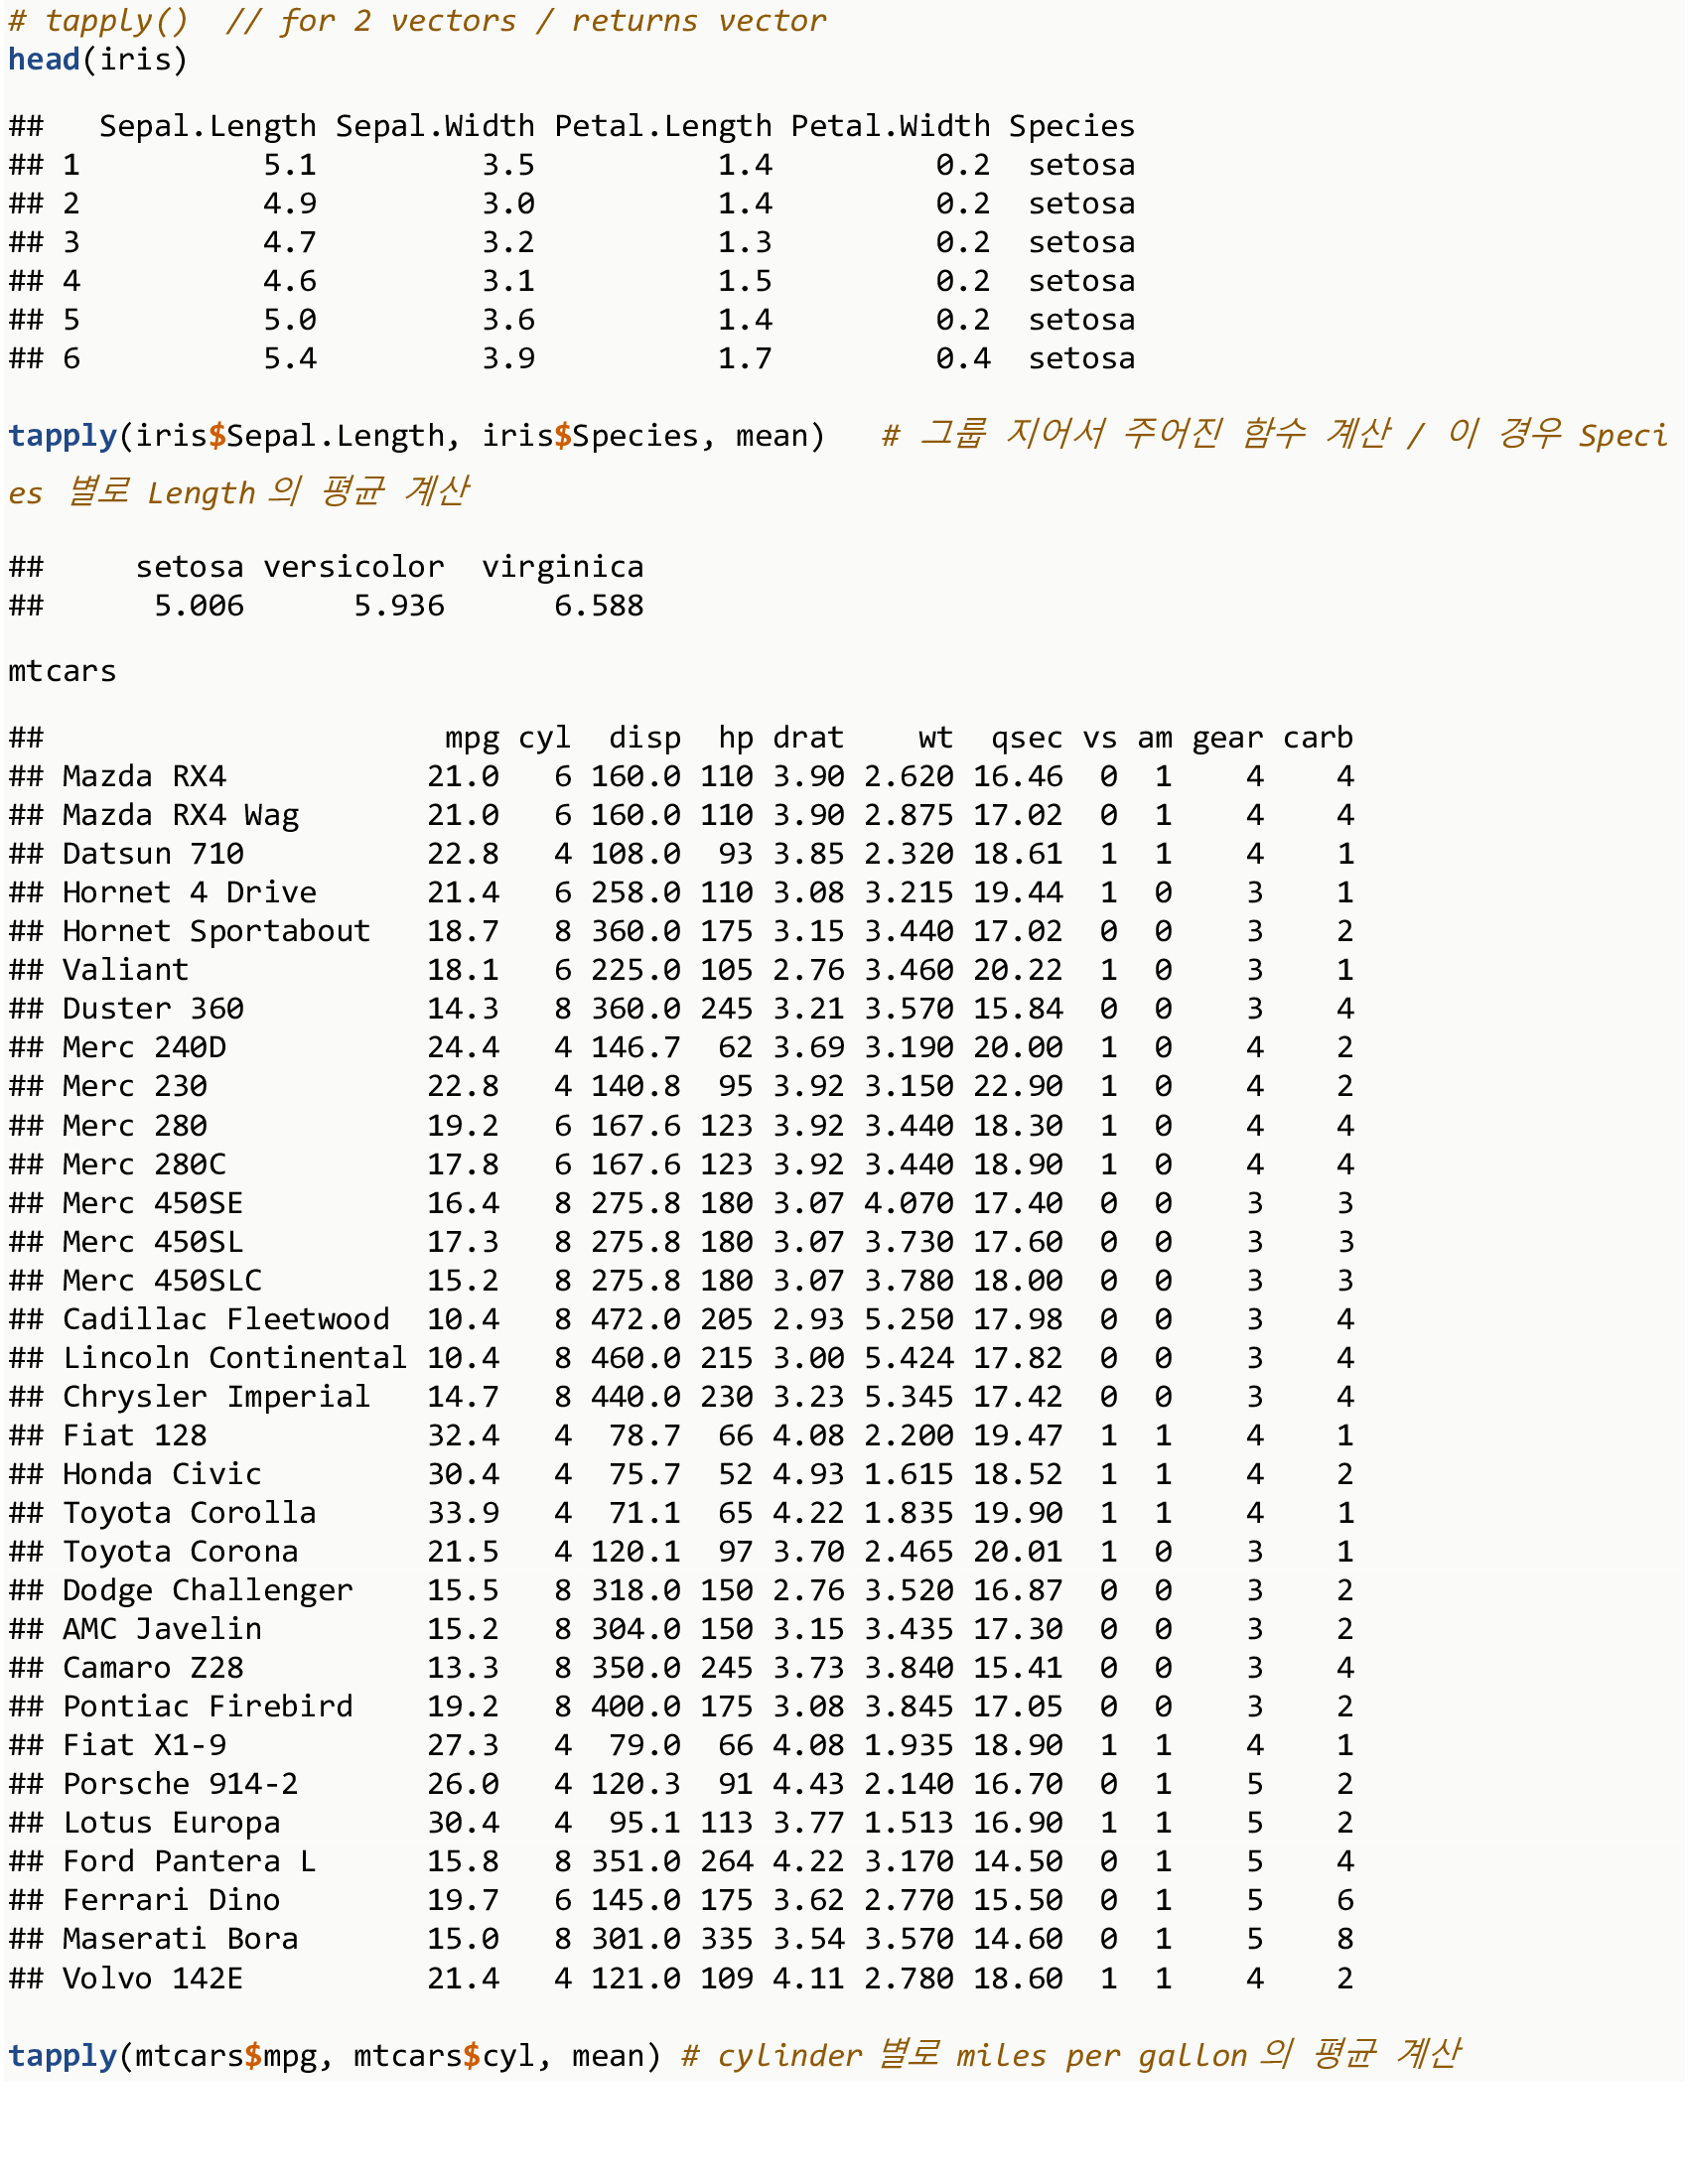 # tapply()  // for 2 vectors / returns vector
head(iris)
##   Sepal.Length Sepal.Width Petal.Length Petal.Width Species
## 1          5.1         3.5          1.4         0.2  setosa
## 2          4.9         3.0          1.4         0.2  setosa
## 3          4.7         3.2          1.3         0.2  setosa
## 4          4.6         3.1          1.5         0.2  setosa
## 5          5.0         3.6          1.4         0.2  setosa
## 6          5.4         3.9          1.7         0.4  setosa
tapply(iris$Sepal.Length, iris$Species, mean)   # 그룹 지어서 주어진 함수 계산 / 이 경우 Speci
es 별로 Length 의 평균 계산
##     setosa versicolor  virginica
##      5.006      5.936      6.588
mtcars
##                      mpg cyl  disp  hp drat    wt  qsec vs am gear carb
## Mazda RX4           21.0   6 160.0 110 3.90 2.620 16.46  0  1    4    4
## Mazda RX4 Wag       21.0   6 160.0 110 3.90 2.875 17.02  0  1    4    4
## Datsun 710          22.8   4 108.0  93 3.85 2.320 18.61  1  1    4    1
## Hornet 4 Drive      21.4   6 258.0 110 3.08 3.215 19.44  1  0    3    1
## Hornet Sportabout   18.7   8 360.0 175 3.15 3.440 17.02  0  0    3    2
## Valiant             18.1   6 225.0 105 2.76 3.460 20.22  1  0    3    1
## Duster 360          14.3   8 360.0 245 3.21 3.570 15.84  0  0    3    4
## Merc 240D           24.4   4 146.7  62 3.69 3.190 20.00  1  0    4    2
## Merc 230            22.8   4 140.8  95 3.92 3.150 22.90  1  0    4    2
## Merc 280            19.2   6 167.6 123 3.92 3.440 18.30  1  0    4    4
## Merc 280C           17.8   6 167.6 123 3.92 3.440 18.90  1  0    4    4
## Merc 450SE          16.4   8 275.8 180 3.07 4.070 17.40  0  0    3    3
## Merc 450SL          17.3   8 275.8 180 3.07 3.730 17.60  0  0    3    3
## Merc 450SLC         15.2   8 275.8 180 3.07 3.780 18.00  0  0    3    3
## Cadillac Fleetwood  10.4   8 472.0 205 2.93 5.250 17.98  0  0    3    4
## Lincoln Continental 10.4   8 460.0 215 3.00 5.424 17.82  0  0    3    4
## Chrysler Imperial   14.7   8 440.0 230 3.23 5.345 17.42  0  0    3    4
## Fiat 128            32.4   4  78.7  66 4.08 2.200 19.47  1  1    4    1
## Honda Civic         30.4   4  75.7  52 4.93 1.615 18.52  1  1    4    2
## Toyota Corolla      33.9   4  71.1  65 4.22 1.835 19.90  1  1    4    1
## Toyota Corona       21.5   4 120.1  97 3.70 2.465 20.01  1  0    3    1
## Dodge Challenger    15.5   8 318.0 150 2.76 3.520 16.87  0  0    3    2
## AMC Javelin         15.2   8 304.0 150 3.15 3.435 17.30  0  0    3    2
## Camaro Z28          13.3   8 350.0 245 3.73 3.840 15.41  0  0    3    4
## Pontiac Firebird    19.2   8 400.0 175 3.08 3.845 17.05  0  0    3    2
## Fiat X1-9           27.3   4  79.0  66 4.08 1.935 18.90  1  1    4    1
## Porsche 914-2       26.0   4 120.3  91 4.43 2.140 16.70  0  1    5    2
## Lotus Europa        30.4   4  95.1 113 3.77 1.513 16.90  1  1    5    2
## Ford Pantera L      15.8   8 351.0 264 4.22 3.170 14.50  0  1    5    4
## Ferrari Dino        19.7   6 145.0 175 3.62 2.770 15.50  0  1    5    6
## Maserati Bora       15.0   8 301.0 335 3.54 3.570 14.60  0  1    5    8
## Volvo 142E          21.4   4 121.0 109 4.11 2.780 18.60  1  1    4    2
tapply(mtcars$mpg, mtcars$cyl, mean) # cylinder 별로 miles per gallon 의 평균 계산